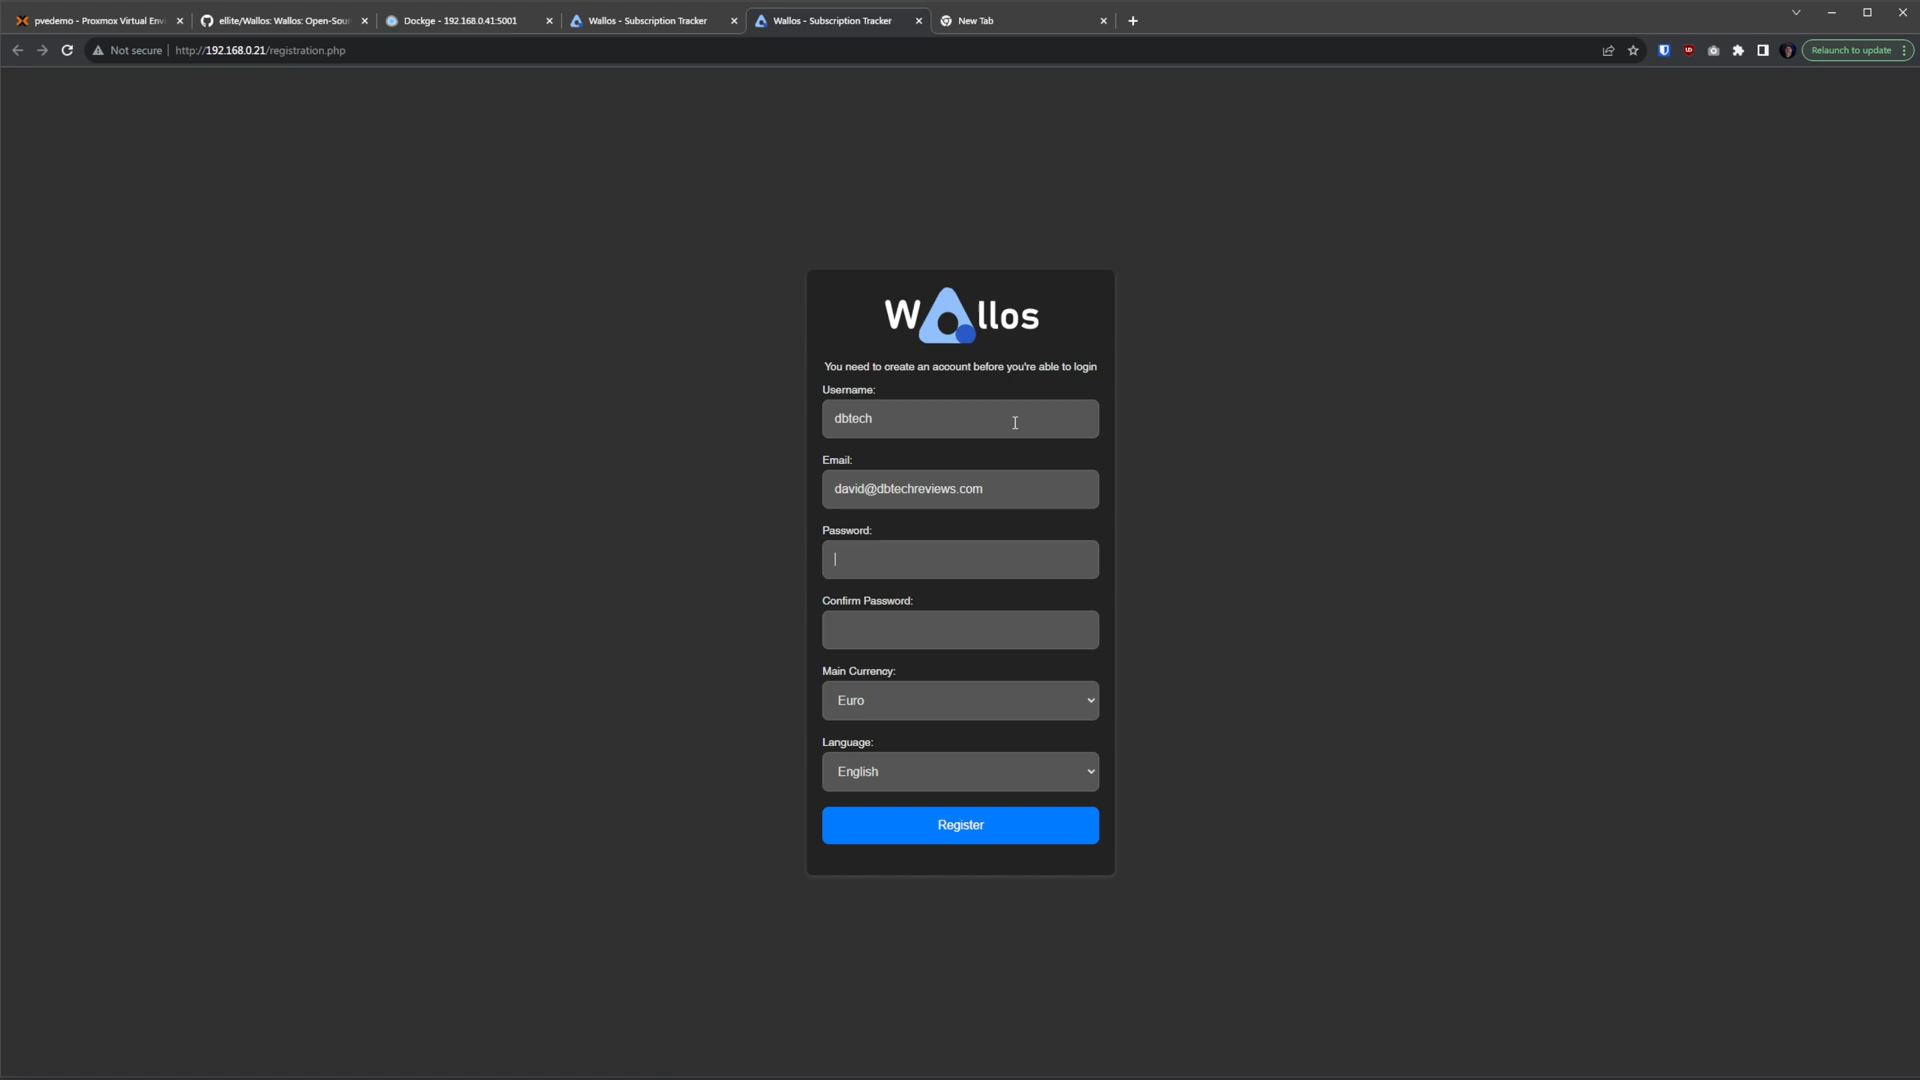 pvedemo - Proxmox Virtual Envi
ellite/Wallos: Wallos: Open-Sour
Dockge - 192.168.0.41:5001
Wallos - Subscription Tracker
Wallos - Subscription Tracker
New Tab
Not secure
http://192.168.0.21/registration.php
Relaunch to update
Wallos
You need to create an account before you're able to login
Username:
dbtech
Email:
david@dbtechreviews.com
Password:
Confirm Password:
Main Currency:
Euro
Language:
English
Register